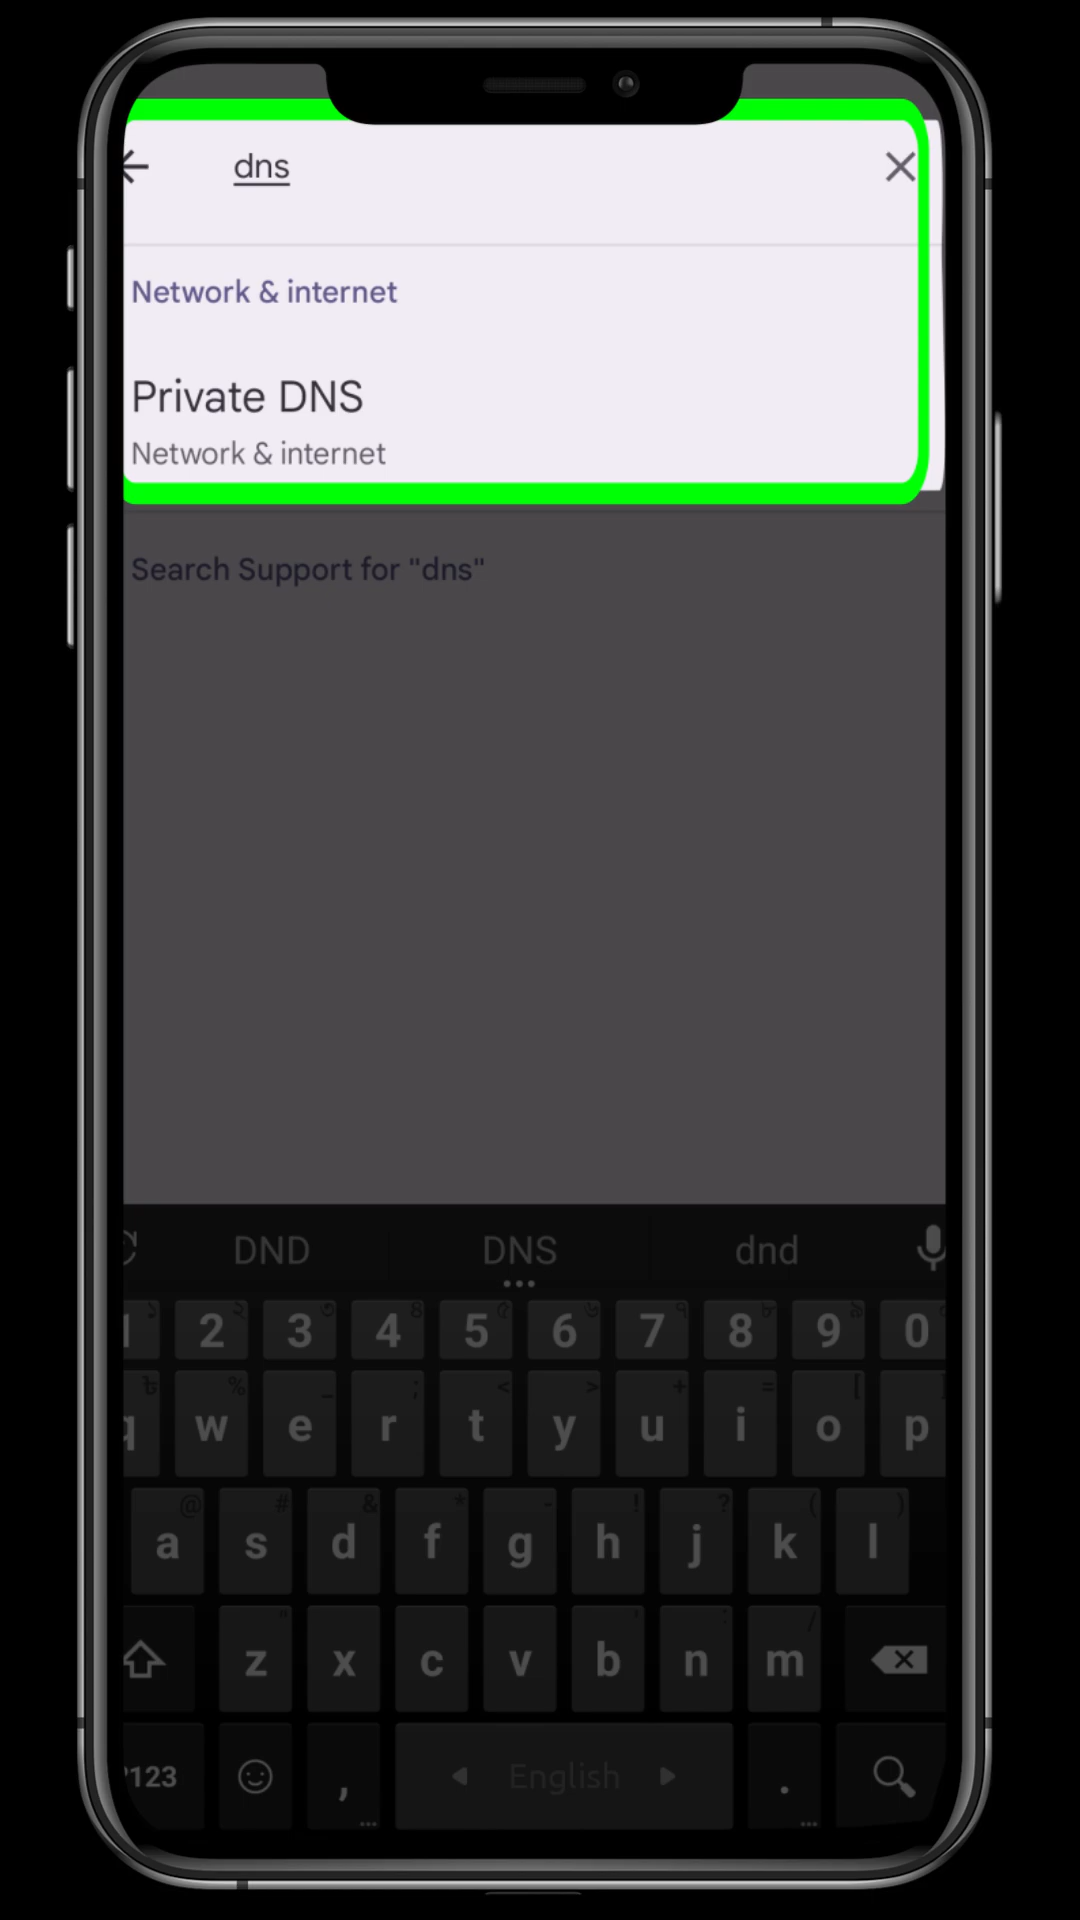 dns
Network & internet
Private DNS
Network & internet
Search Support for "dns"
DND DNS dnd
1 2 3 4 5 6 7 8 9 0
q w e r t y u i o p
a s d f g h j k l
z x c v b n m
?123 , English .